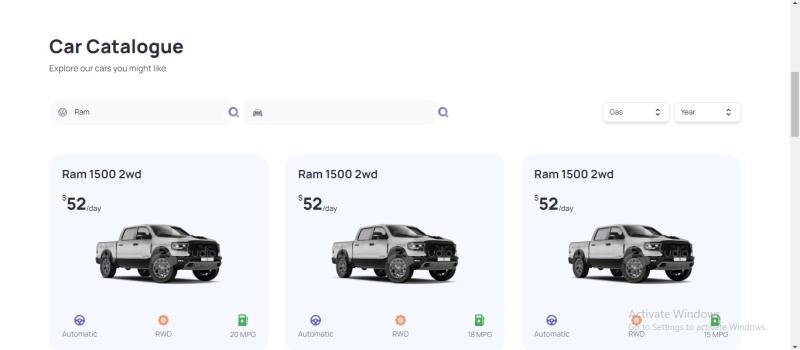 Car Catalogue
Explore our cars you might like
Ram
Gas
Year
Ram 1500 2wd
$52/day
Automatic
RWD
20 MPG
Ram 1500 2wd
$52/day
Automatic
RWD
18 MPG
Ram 1500 2wd
$52/day
Automatic
RWD
15 MPG
Activate Windows
Go to Settings to activate Windows.